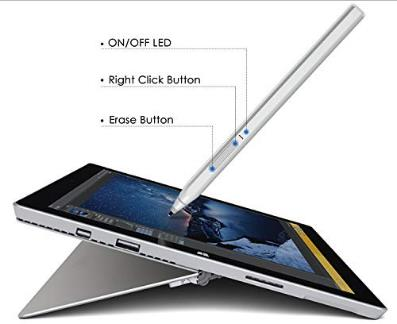 • ON/OFF LED
• Right Click Button
• Erase Button